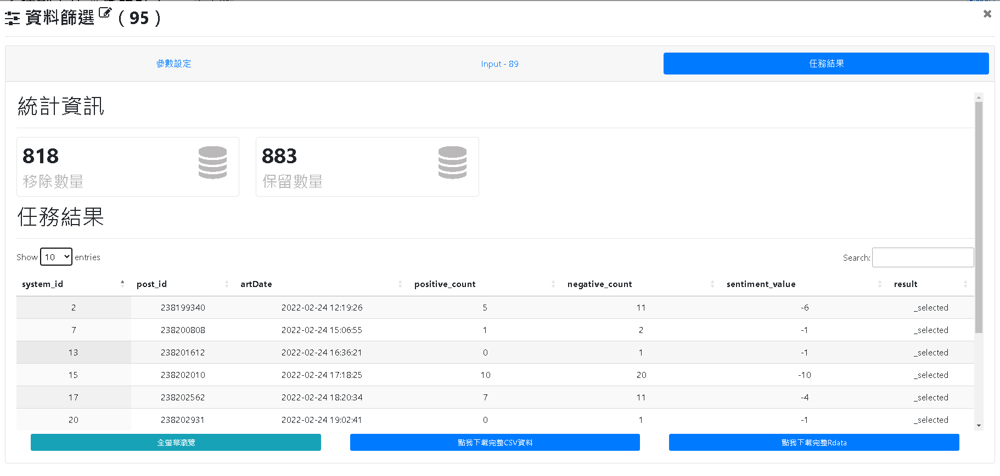 資料篩選 ( 95 )
參數設定 Input - 89 任務結果
統計資訊
818 883
移除數量 保留數量
任務結果
Show 10 entries Search:
system_id post_id artDate positive_count negative_count sentiment_value result
2 238199340 2022-02-24 12:19:26 5 11 -6 _selected
7 238200808 2022-02-24 15:06:55 1 2 -1 _selected
13 238201612 2022-02-24 16:36:21 0 1 -1 _selected
15 238202010 2022-02-24 17:18:25 10 20 -10 _selected
17 238202562 2022-02-24 18:20:34 7 11 -4 _selected
20 238202931 2022-02-24 19:02:41 0 1 -1 _selected
全螢幕瀏覽 點我下載完整CSV資料 點我下載完整Rdata